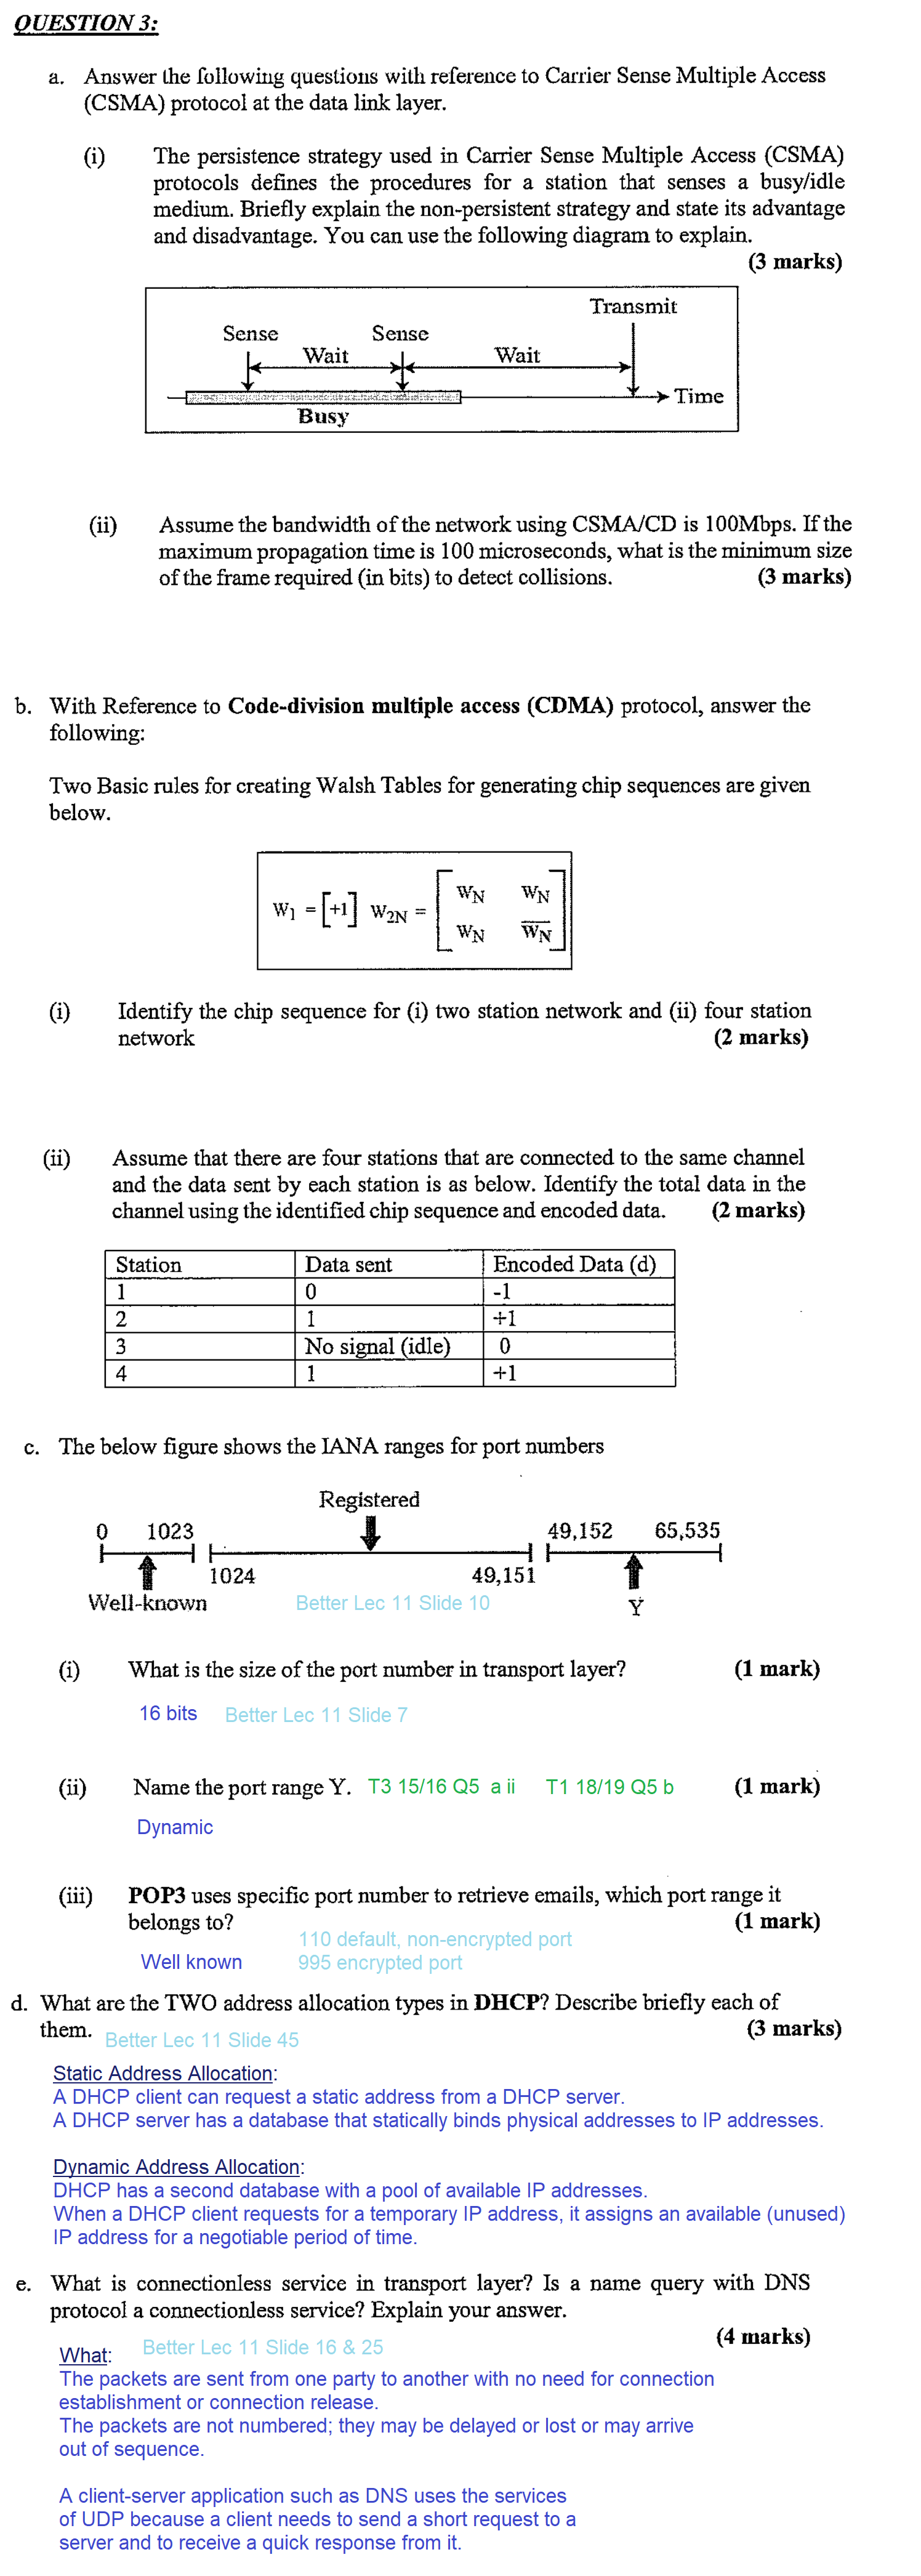 QUESTION 3:
a. Answer the following questions with reference to Carrier Sense Multiple Access
(CSMA) protocol at the data link layer.
(i) The persistence strategy used in Carrier Sense Multiple Access (CSMA)
protocols defines the procedures for a station that senses a busy/idle
medium. Briefly explain the non-persistent strategy and state its advantage
and disadvantage. You can use the following diagram to explain.
(3 marks)
Transmit
Sense Sense
Wait Wait
Time
Busy
(ii) Assume the bandwidth of the network using CSMA/CD is 100Mbps. If the
maximum propagation time is 100 microseconds, what is the minimum size
of the frame required (in bits) to detect collisions. (3 marks)
b. With Reference to Code-division multiple access (CDMA) protocol, answer the
following:
Two Basic rules for creating Walsh Tables for generating chip sequences are given
below.
W1 = [+1] W2N = [ WN WN
WN W̅N̅ ]
(i) Identify the chip sequence for (i) two station network and (ii) four station
network (2 marks)
(ii) Assume that there are four stations that are connected to the same channel
and the data sent by each station is as below. Identify the total data in the
channel using the identified chip sequence and encoded data. (2 marks)
Station Data sent Encoded Data (d)
1 0 -1
2 1 +1
3 No signal (idle) 0
4 1 +1
c. The below figure shows the IANA ranges for port numbers
Registered
0 1023 49,152 65,535
1024 49,151
Well-known Better Lec 11 Slide 10 Y
(i) What is the size of the port number in transport layer? (1 mark)
16 bits Better Lec 11 Slide 7
(ii) Name the port range Y. T3 15/16 Q5 a ii T1 18/19 Q5 b (1 mark)
Dynamic
(iii) POP3 uses specific port number to retrieve emails, which port range it
belongs to? (1 mark)
110 default, non-encrypted port
Well known 995 encrypted port
d. What are the TWO address allocation types in DHCP? Describe briefly each of
them. Better Lec 11 Slide 45 (3 marks)
Static Address Allocation:
A DHCP client can request a static address from a DHCP server.
A DHCP server has a database that statically binds physical addresses to IP addresses.
Dynamic Address Allocation:
DHCP has a second database with a pool of available IP addresses.
When a DHCP client requests for a temporary IP address, it assigns an available (unused)
IP address for a negotiable period of time.
e. What is connectionless service in transport layer? Is a name query with DNS
protocol a connectionless service? Explain your answer.
(4 marks)
What: Better Lec 11 Slide 16 & 25
The packets are sent from one party to another with no need for connection
establishment or connection release.
The packets are not numbered; they may be delayed or lost or may arrive
out of sequence.
A client-server application such as DNS uses the services
of UDP because a client needs to send a short request to a
server and to receive a quick response from it.